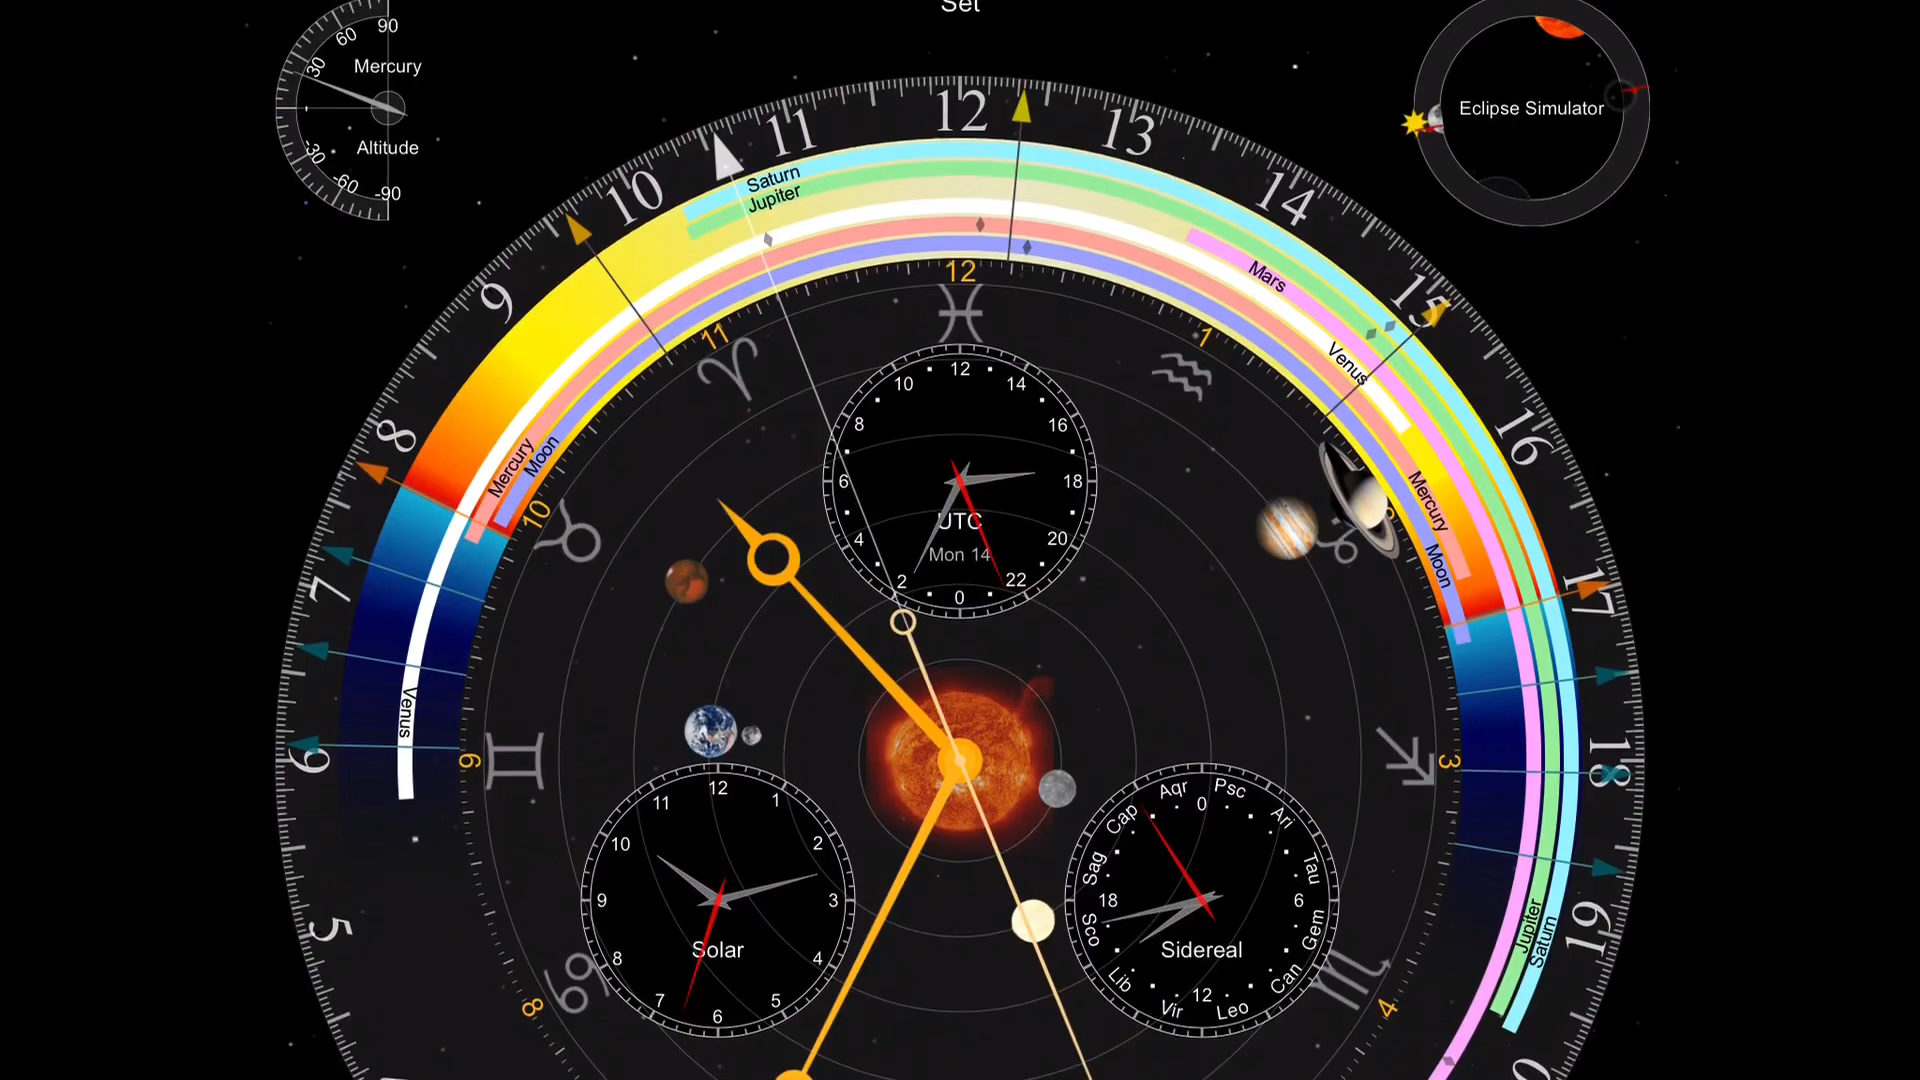 Set
90
60
30
Mercury
Altitude
-30
-60
-90
Eclipse Simulator
12
11
10
9
8
7
6
5
13
14
15
16
17
18
19
Saturn
Jupiter
Mars
Venus
Mercury
Moon
Mercury
Moon
Venus
Jupiter
Saturn
12
11
10
9
8
1
3
4
12
10
14
8
16
6
18
4
20
2
22
0
UTC
Mon 14
12
11
1
10
2
9
3
8
4
7
5
6
Solar
Aqr
Psc
Ari
Tau
Gem
Can
Leo
Vir
Lib
Sco
Sag
Cap
0
6
12
18
Sidereal